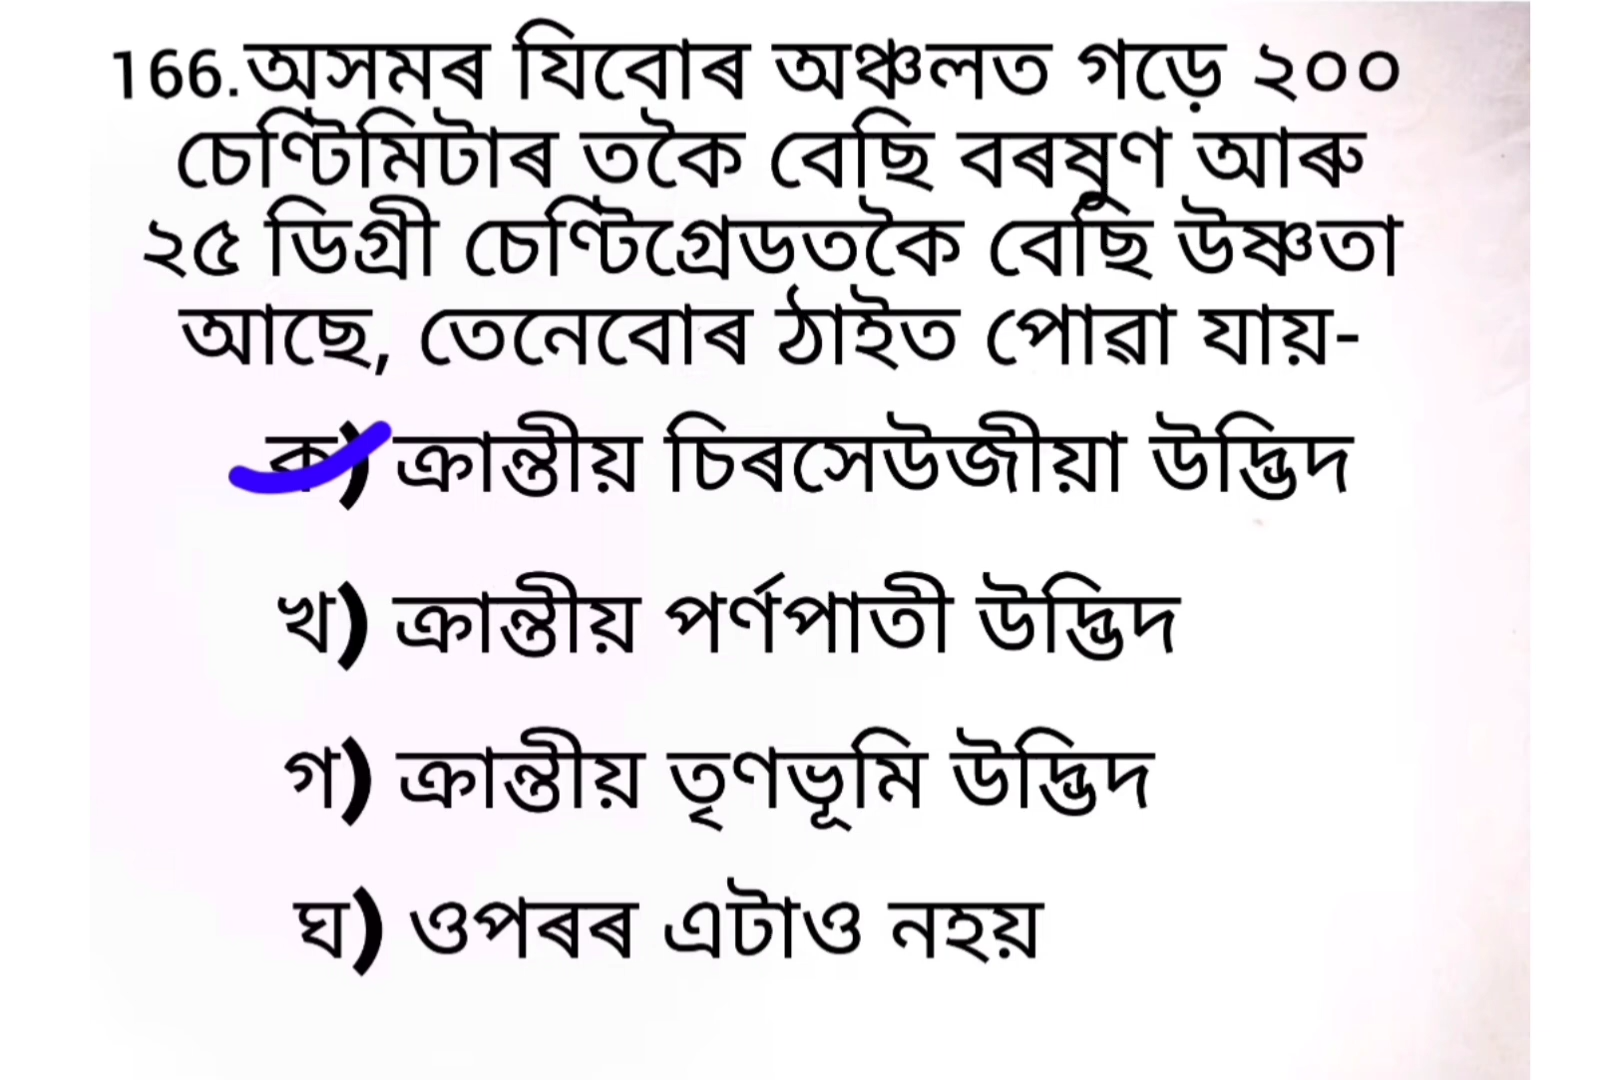 166.অসমৰ যিবোৰ অঞ্চলত গড়ে ২০০
চেণ্টিমিটাৰ তকৈ বেছি বৰষুণ আৰু
২৫ ডিগ্ৰী চেণ্টিগ্ৰেডতকৈ বেছি উষ্ণতা
আছে, তেনেবোৰ ঠাইত পোৱা যায়-
ক) ক্ৰান্তীয় চিৰসেউজীয়া উদ্ভিদ
খ) ক্ৰান্তীয় পৰ্ণপাতী উদ্ভিদ
গ) ক্ৰান্তীয় তৃণভূমি উদ্ভিদ
ঘ) ওপৰৰ এটাও নহয়